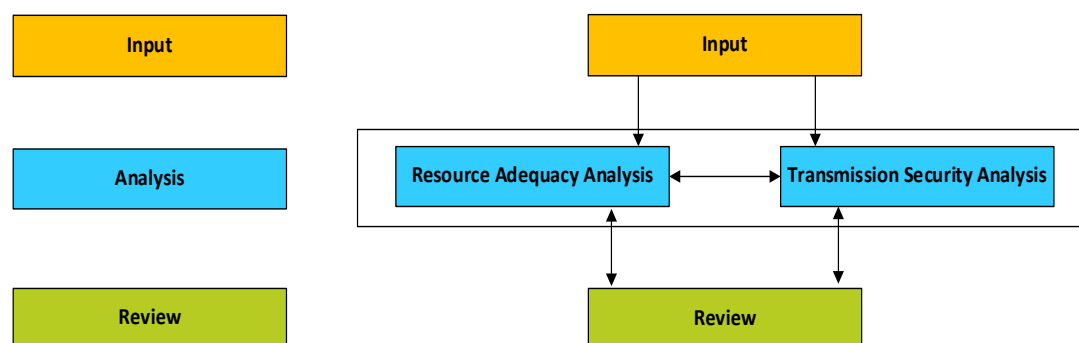 Input
Input
Analysis
Resource Adequacy Analysis
Transmission Security Analysis
Review
Review